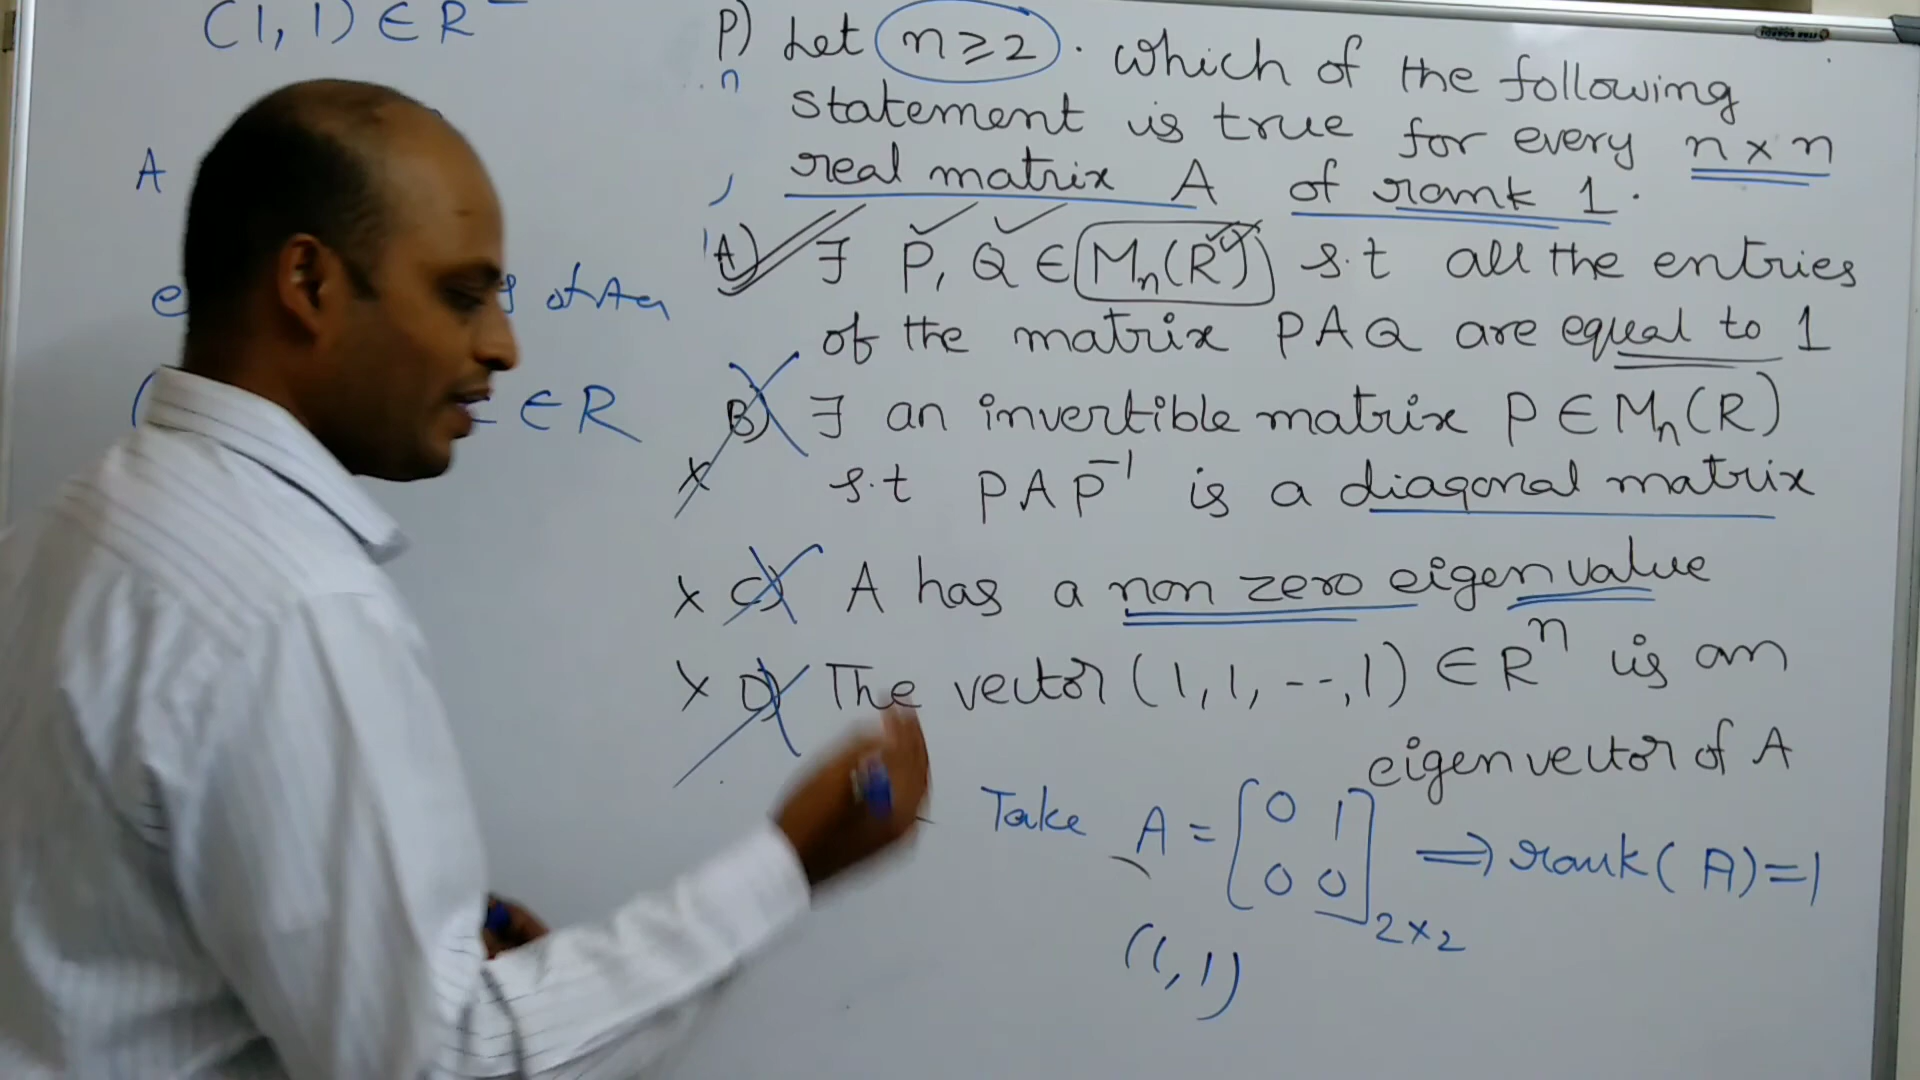 (1, 1) ∈ R
A
of A
∈ R
P) Let n ≥ 2 . Which of the following
n
statement is true for every n x n
real matrix A of rank 1.
A) ∃ P, Q ∈ Mn(R) s.t all the entries
of the matrix PAQ are equal to 1
B) ∃ an invertible matrix P ∈ Mn(R)
x s.t PAP⁻¹ is a diagonal matrix
x C) A has a non zero eigen value
x D) The vector (1, 1, --, 1) ∈ Rⁿ is an
eigen vector of A
Take A = [0 1
0 0]2x2 ⟹ rank(A)=1
(1, 1)